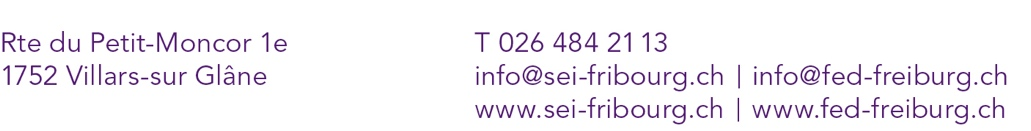 Rte du Petit-Moncor 1e
1752 Villars-sur Glâne
T 026 484 21 13
info@sei-fribourg.ch | info@fed-freiburg.ch
www.sei-fribourg.ch | www.fed-freiburg.ch